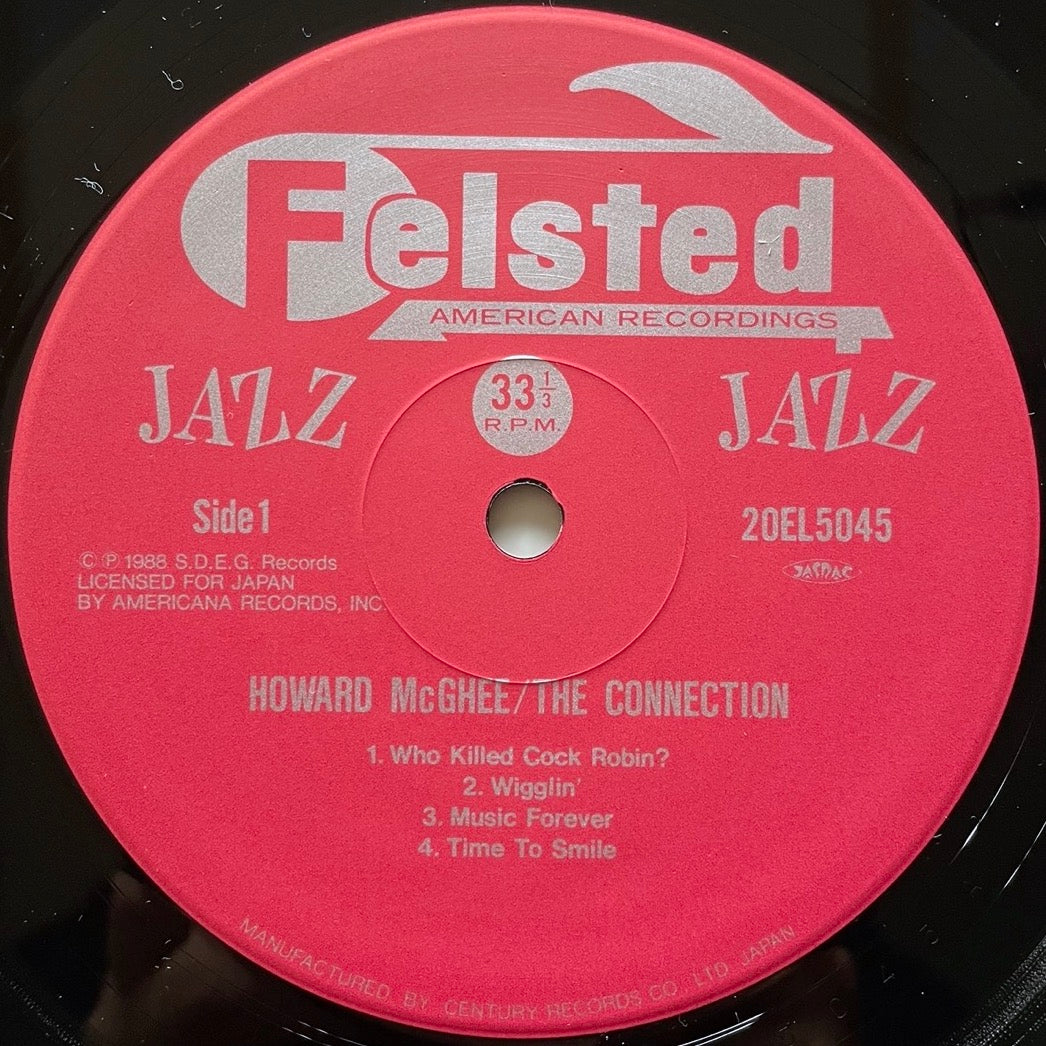 Felsted
AMERICAN RECORDINGS
JAZZ
JAZZ
33 1/3
R.P.M.
Side 1
20EL5045
© ℗ 1988 S.D.E.G. Records
LICENSED FOR JAPAN
BY AMERICANA RECORDS, INC.
JASRAC
HOWARD McGHEE/THE CONNECTION
1. Who Killed Cock Robin?
2. Wigglin'
3. Music Forever
4. Time To Smile
MANUFACTURED BY CENTURY RECORDS CO. LTD. JAPAN